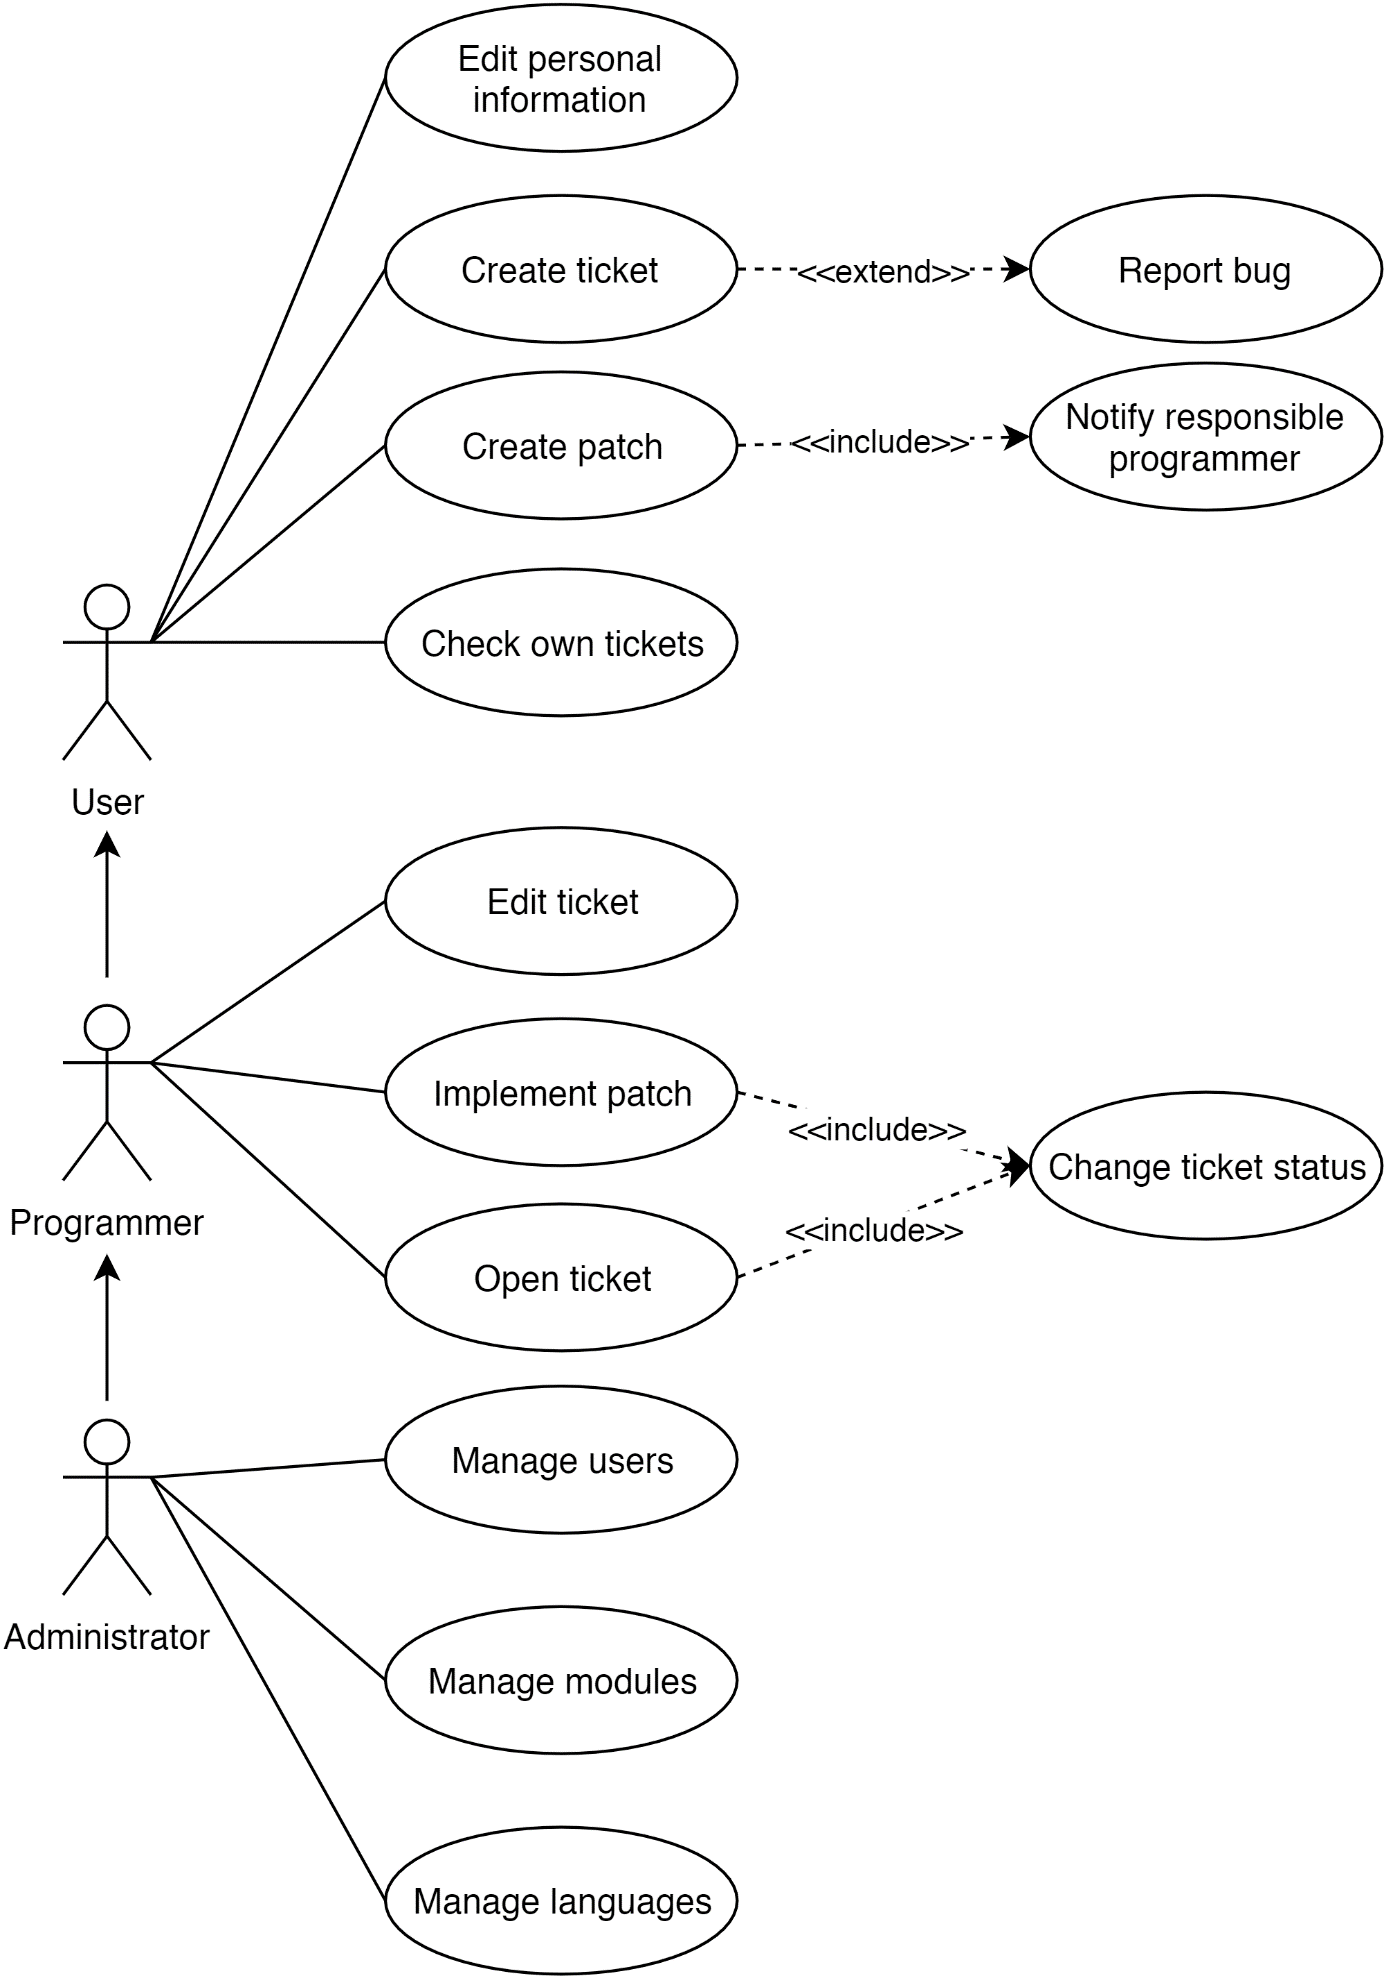 Edit personal
information
Create ticket
<<extend>>
Report bug
Create patch
<<include>>
Notify responsible
programmer
Check own tickets
User
Edit ticket
Implement patch
<<include>>
Change ticket status
Programmer
<<include>>
Open ticket
Manage users
Administrator
Manage modules
Manage languages